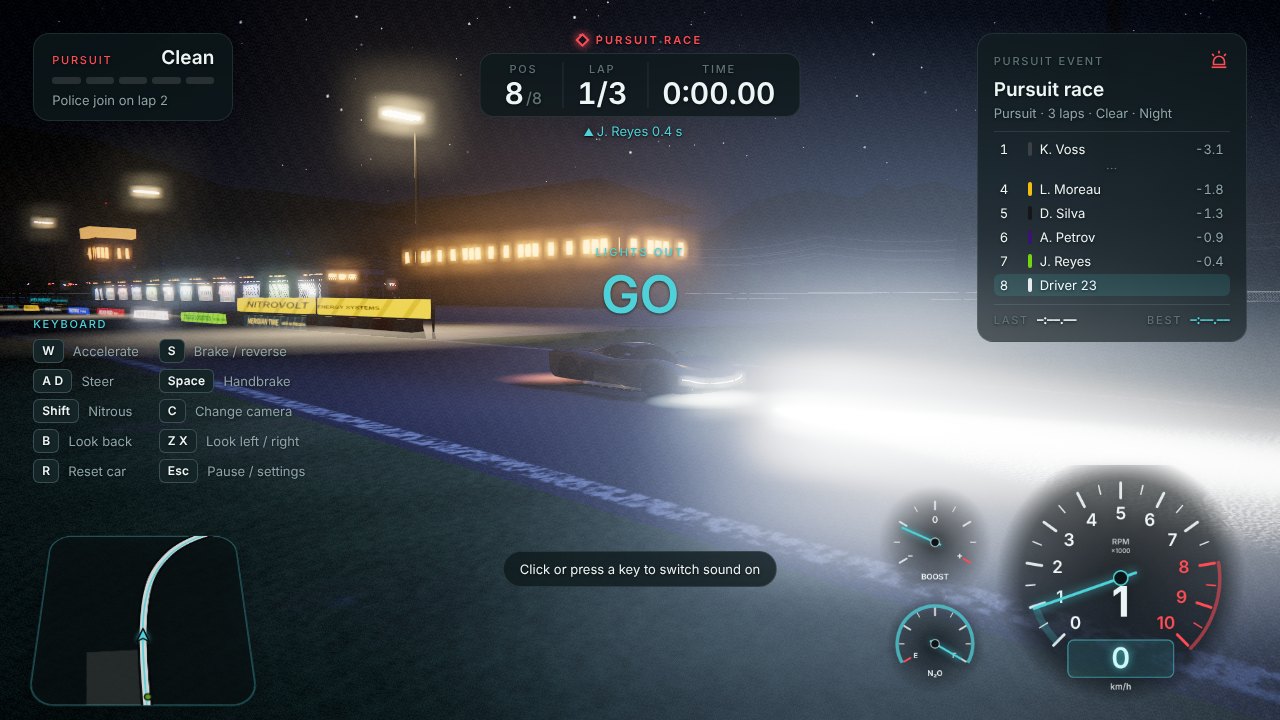 PURSUIT
Clean
Police join on lap 2
PURSUIT RACE
POS
8/8
LAP
1/3
TIME
0:00.00
▲ J. Reyes 0.4 s
PURSUIT EVENT
Pursuit race
Pursuit · 3 laps · Clear · Night
1 K. Voss -3.1
...
4 L. Moreau -1.8
5 D. Silva -1.3
6 A. Petrov -0.9
7 J. Reyes -0.4
8 Driver 23
LAST -:--.-- BEST -:--.--
LIGHTS OUT
GO
NITROVOLT ENERGY SYSTEMS
MERIDIAN TIME
KEYBOARD
W Accelerate S Brake / reverse
A D Steer Space Handbrake
Shift Nitrous C Change camera
B Look back Z X Look left / right
R Reset car Esc Pause / settings
Click or press a key to switch sound on
0
- +
BOOST
E F
N₂O
0 1 2 3 4 5 6 7 8 9 10
RPM
×1000
1
0
km/h